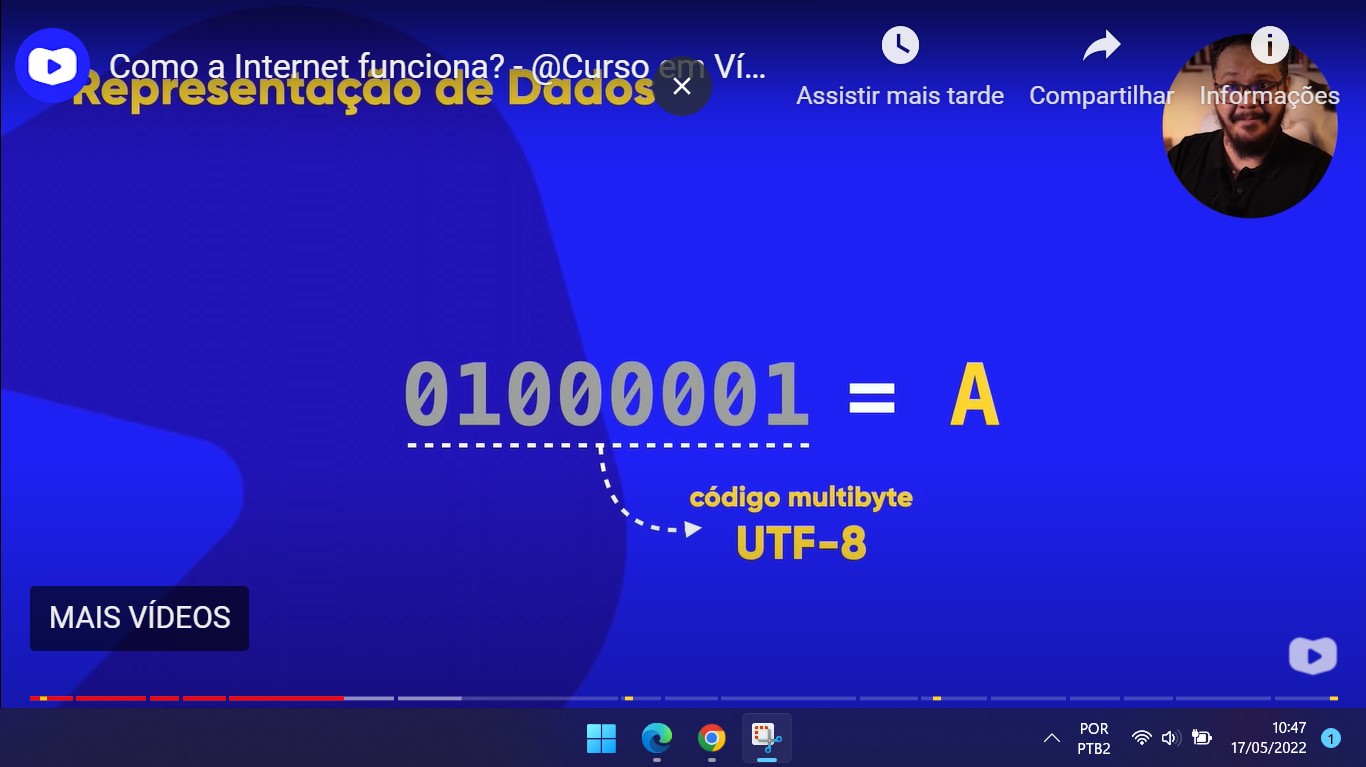 Como a Internet funciona? - @Curso em Ví...
Representação de Dados
Assistir mais tarde
Compartilhar
Informações
01000001 = A
código multibyte
UTF-8
MAIS VÍDEOS
POR
PTB2
10:47
17/05/2022
1